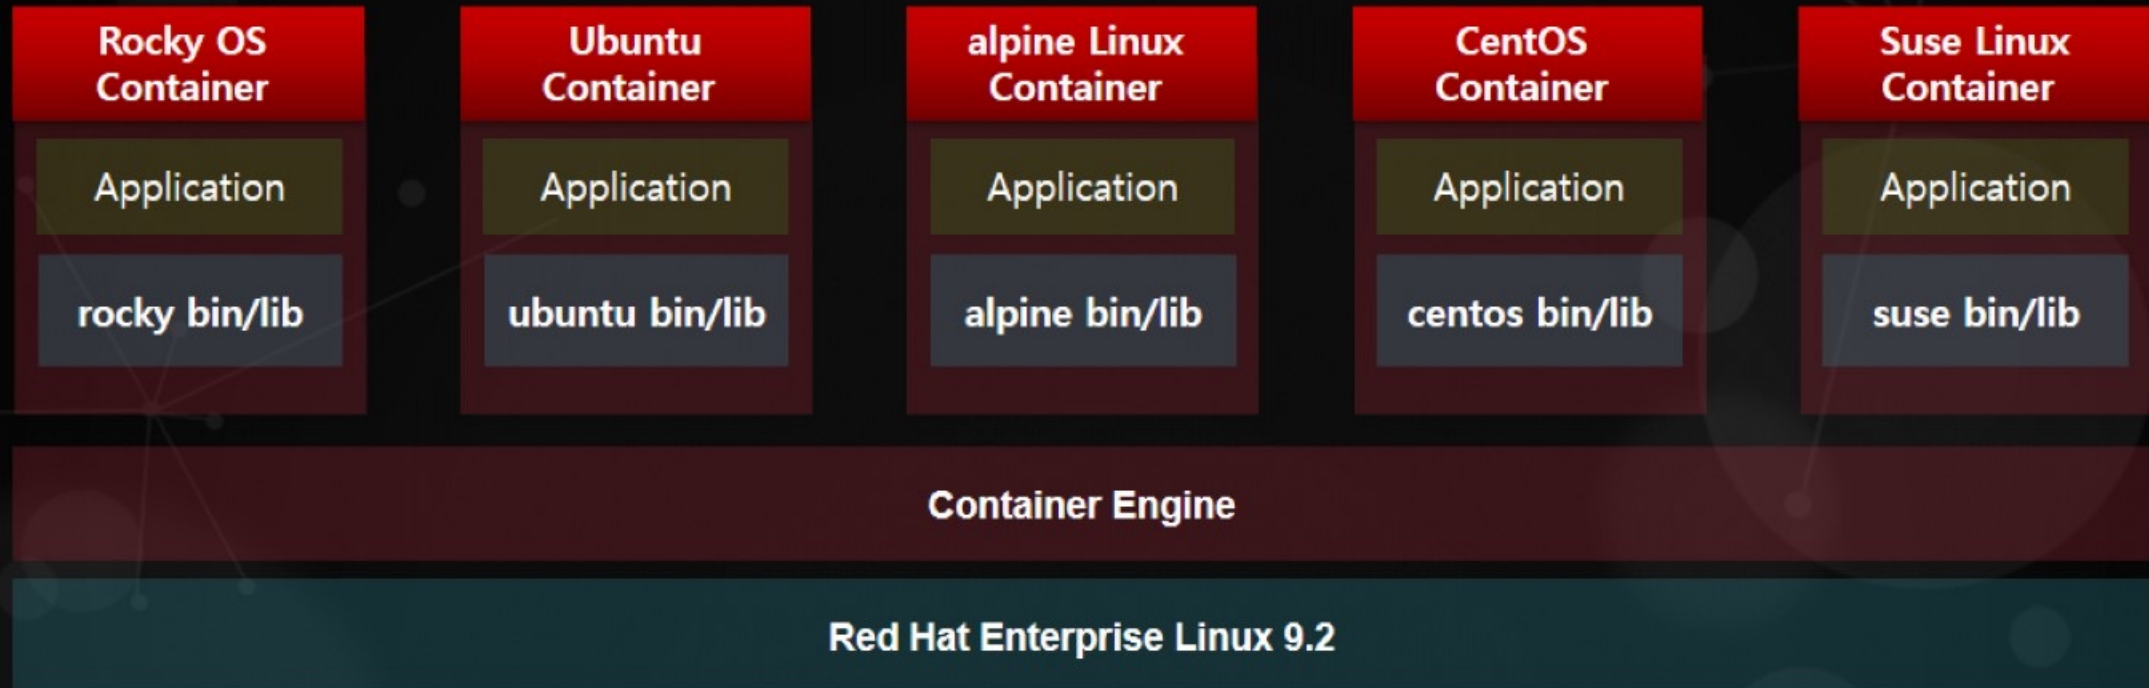 Rocky OS
Container
Ubuntu
Container
alpine Linux
Container
CentOS
Container
Suse Linux
Container
Application
Application
Application
Application
Application
rocky bin/lib
ubuntu bin/lib
alpine bin/lib
centos bin/lib
suse bin/lib
Container Engine
Red Hat Enterprise Linux 9.2